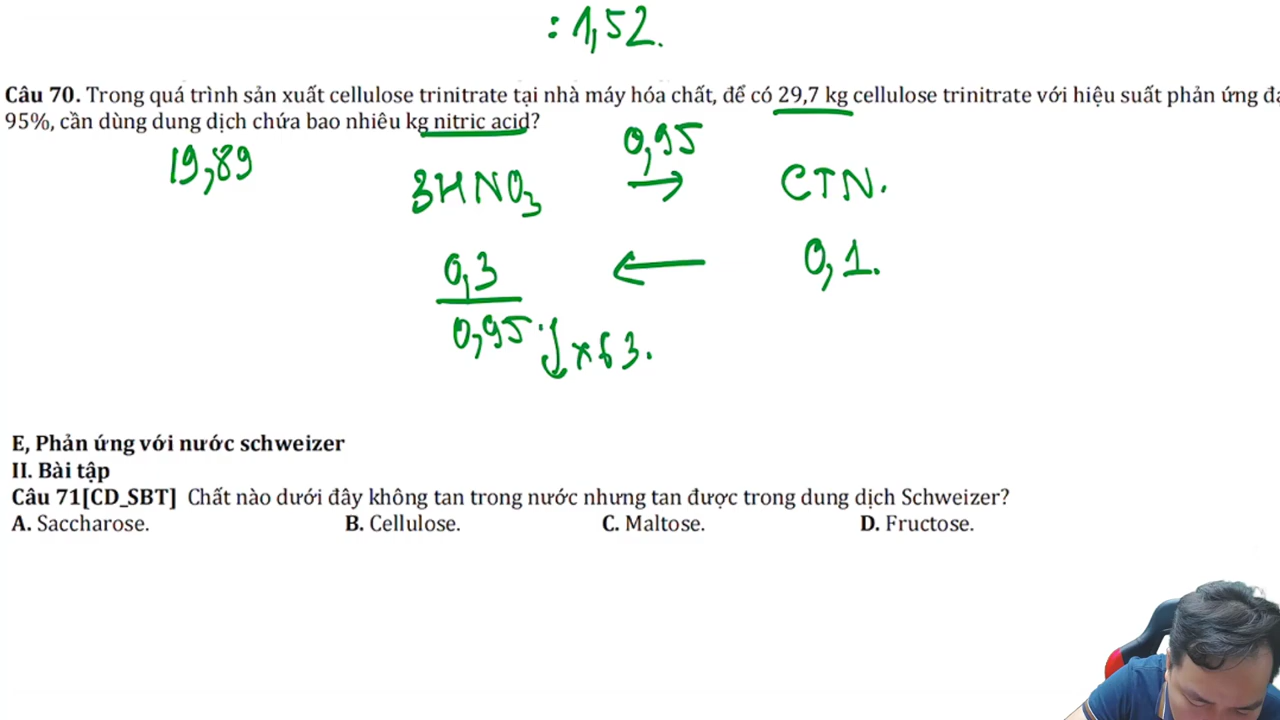 : 1,52.
Câu 70. Trong quá trình sản xuất cellulose trinitrate tại nhà máy hóa chất, để có 29,7 kg cellulose trinitrate với hiệu suất phản ứng
95%, cần dùng dung dịch chứa bao nhiêu kg nitric acid?
19,89
0,95
3HNO3 → CTN.
0,3 ← 0,1.
0,95 ↓ x63.
E, Phản ứng với nước schweizer
II. Bài tập
Câu 71[CD_SBT] Chất nào dưới đây không tan trong nước nhưng tan được trong dung dịch Schweizer?
A. Saccharose. B. Cellulose. C. Maltose. D. Fructose.